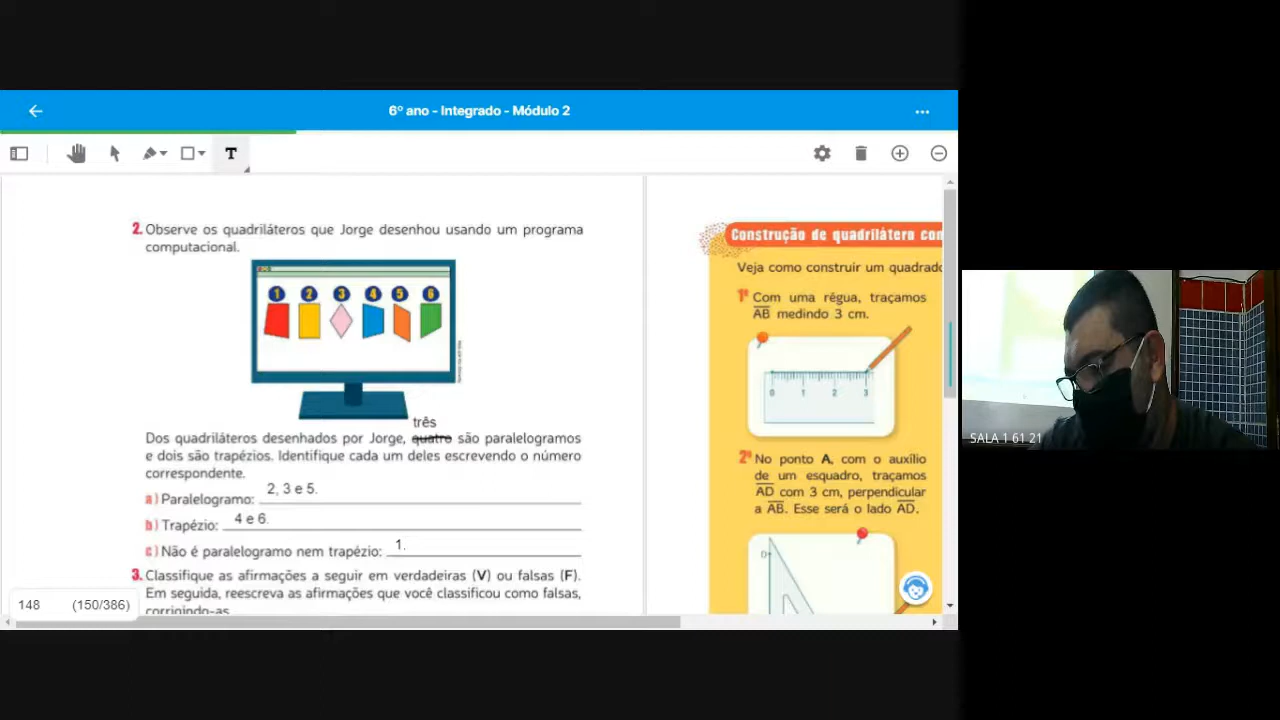 6º ano - Integrado - Módulo 2
T
2. Observe os quadriláteros que Jorge desenhou usando um programa
computacional.
1 2 3 4 5 6
três
Dos quadriláteros desenhados por Jorge, quatro são paralelogramos
e dois são trapézios. Identifique cada um deles escrevendo o número
correspondente.
a) Paralelogramo: 2, 3 e 5.
b) Trapézio: 4 e 6.
c) Não é paralelogramo nem trapézio: 1.
3. Classifique as afirmações a seguir em verdadeiras (V) ou falsas (F).
Em seguida, reescreva as afirmações que você classificou como falsas,
corrigindo-as.
148 (150/386)
Construção de quadrilátero com
Veja como construir um quadrado
1º Com uma régua, traçamos
AB medindo 3 cm.
0 1 2 3
2º No ponto A, com o auxílio
de um esquadro, traçamos
AD com 3 cm, perpendicular
a AB. Esse será o lado AD.
D
SALA 1 61 21